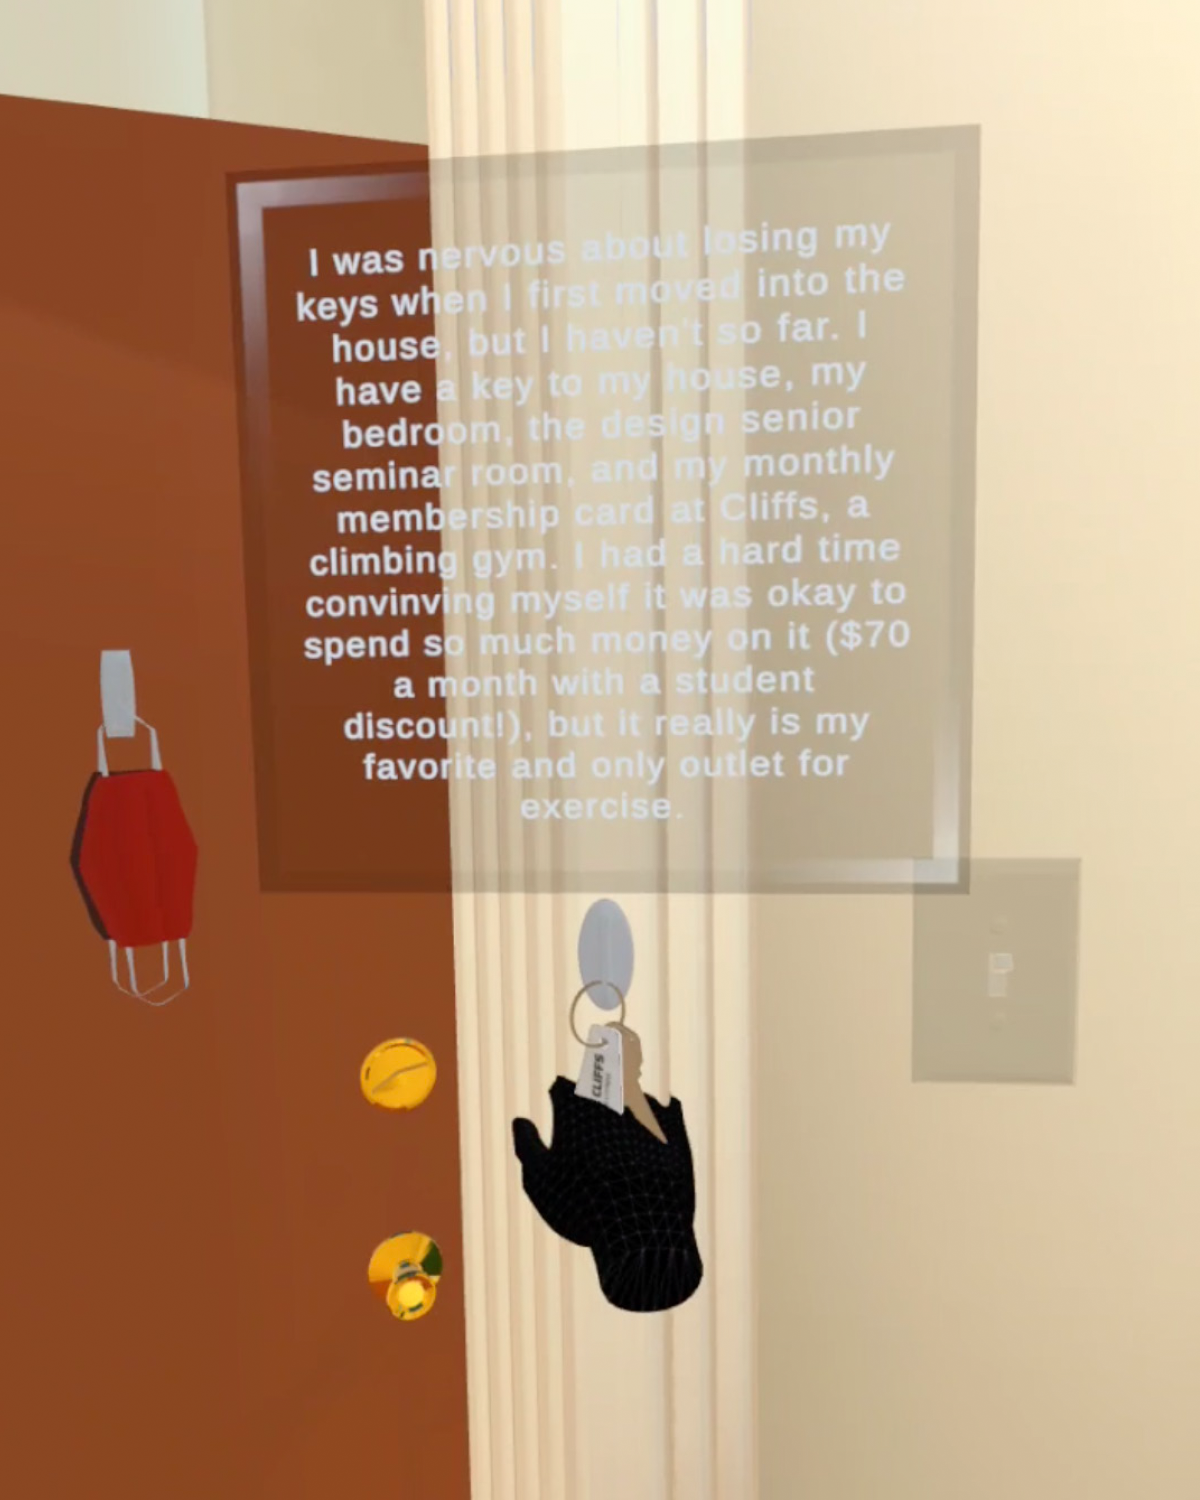 I was nervous about losing my
keys when I first moved into the
house, but I haven't so far. I
have a key to my house, my
bedroom, the design senior
seminar room, and my monthly
membership card at Cliffs, a
climbing gym. I had a hard time
convinving myself it was okay to
spend so much money on it ($70
a month with a student
discount!), but it really is my
favorite and only outlet for
exercise.
CLIFFS